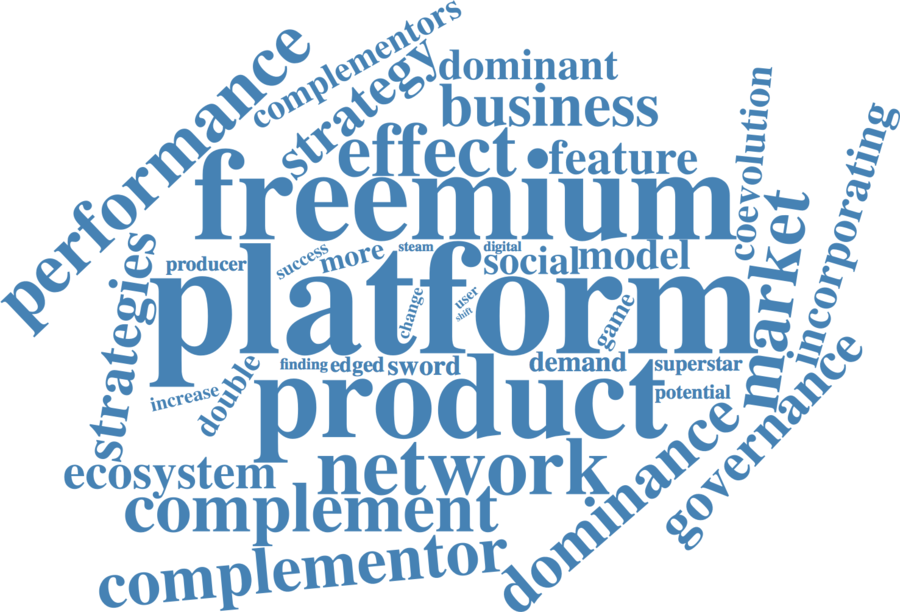 performance
complementors
strategy
dominant
business
effect
feature
freemium
coevolution
incorporating
market
strategies
producer
success
more
steam
digital
social
model
platform
change
user
shift
game
finding
edged
sword
demand
superstar
potential
increase
double
product
governance
dominance
ecosystem
network
complement
complementor